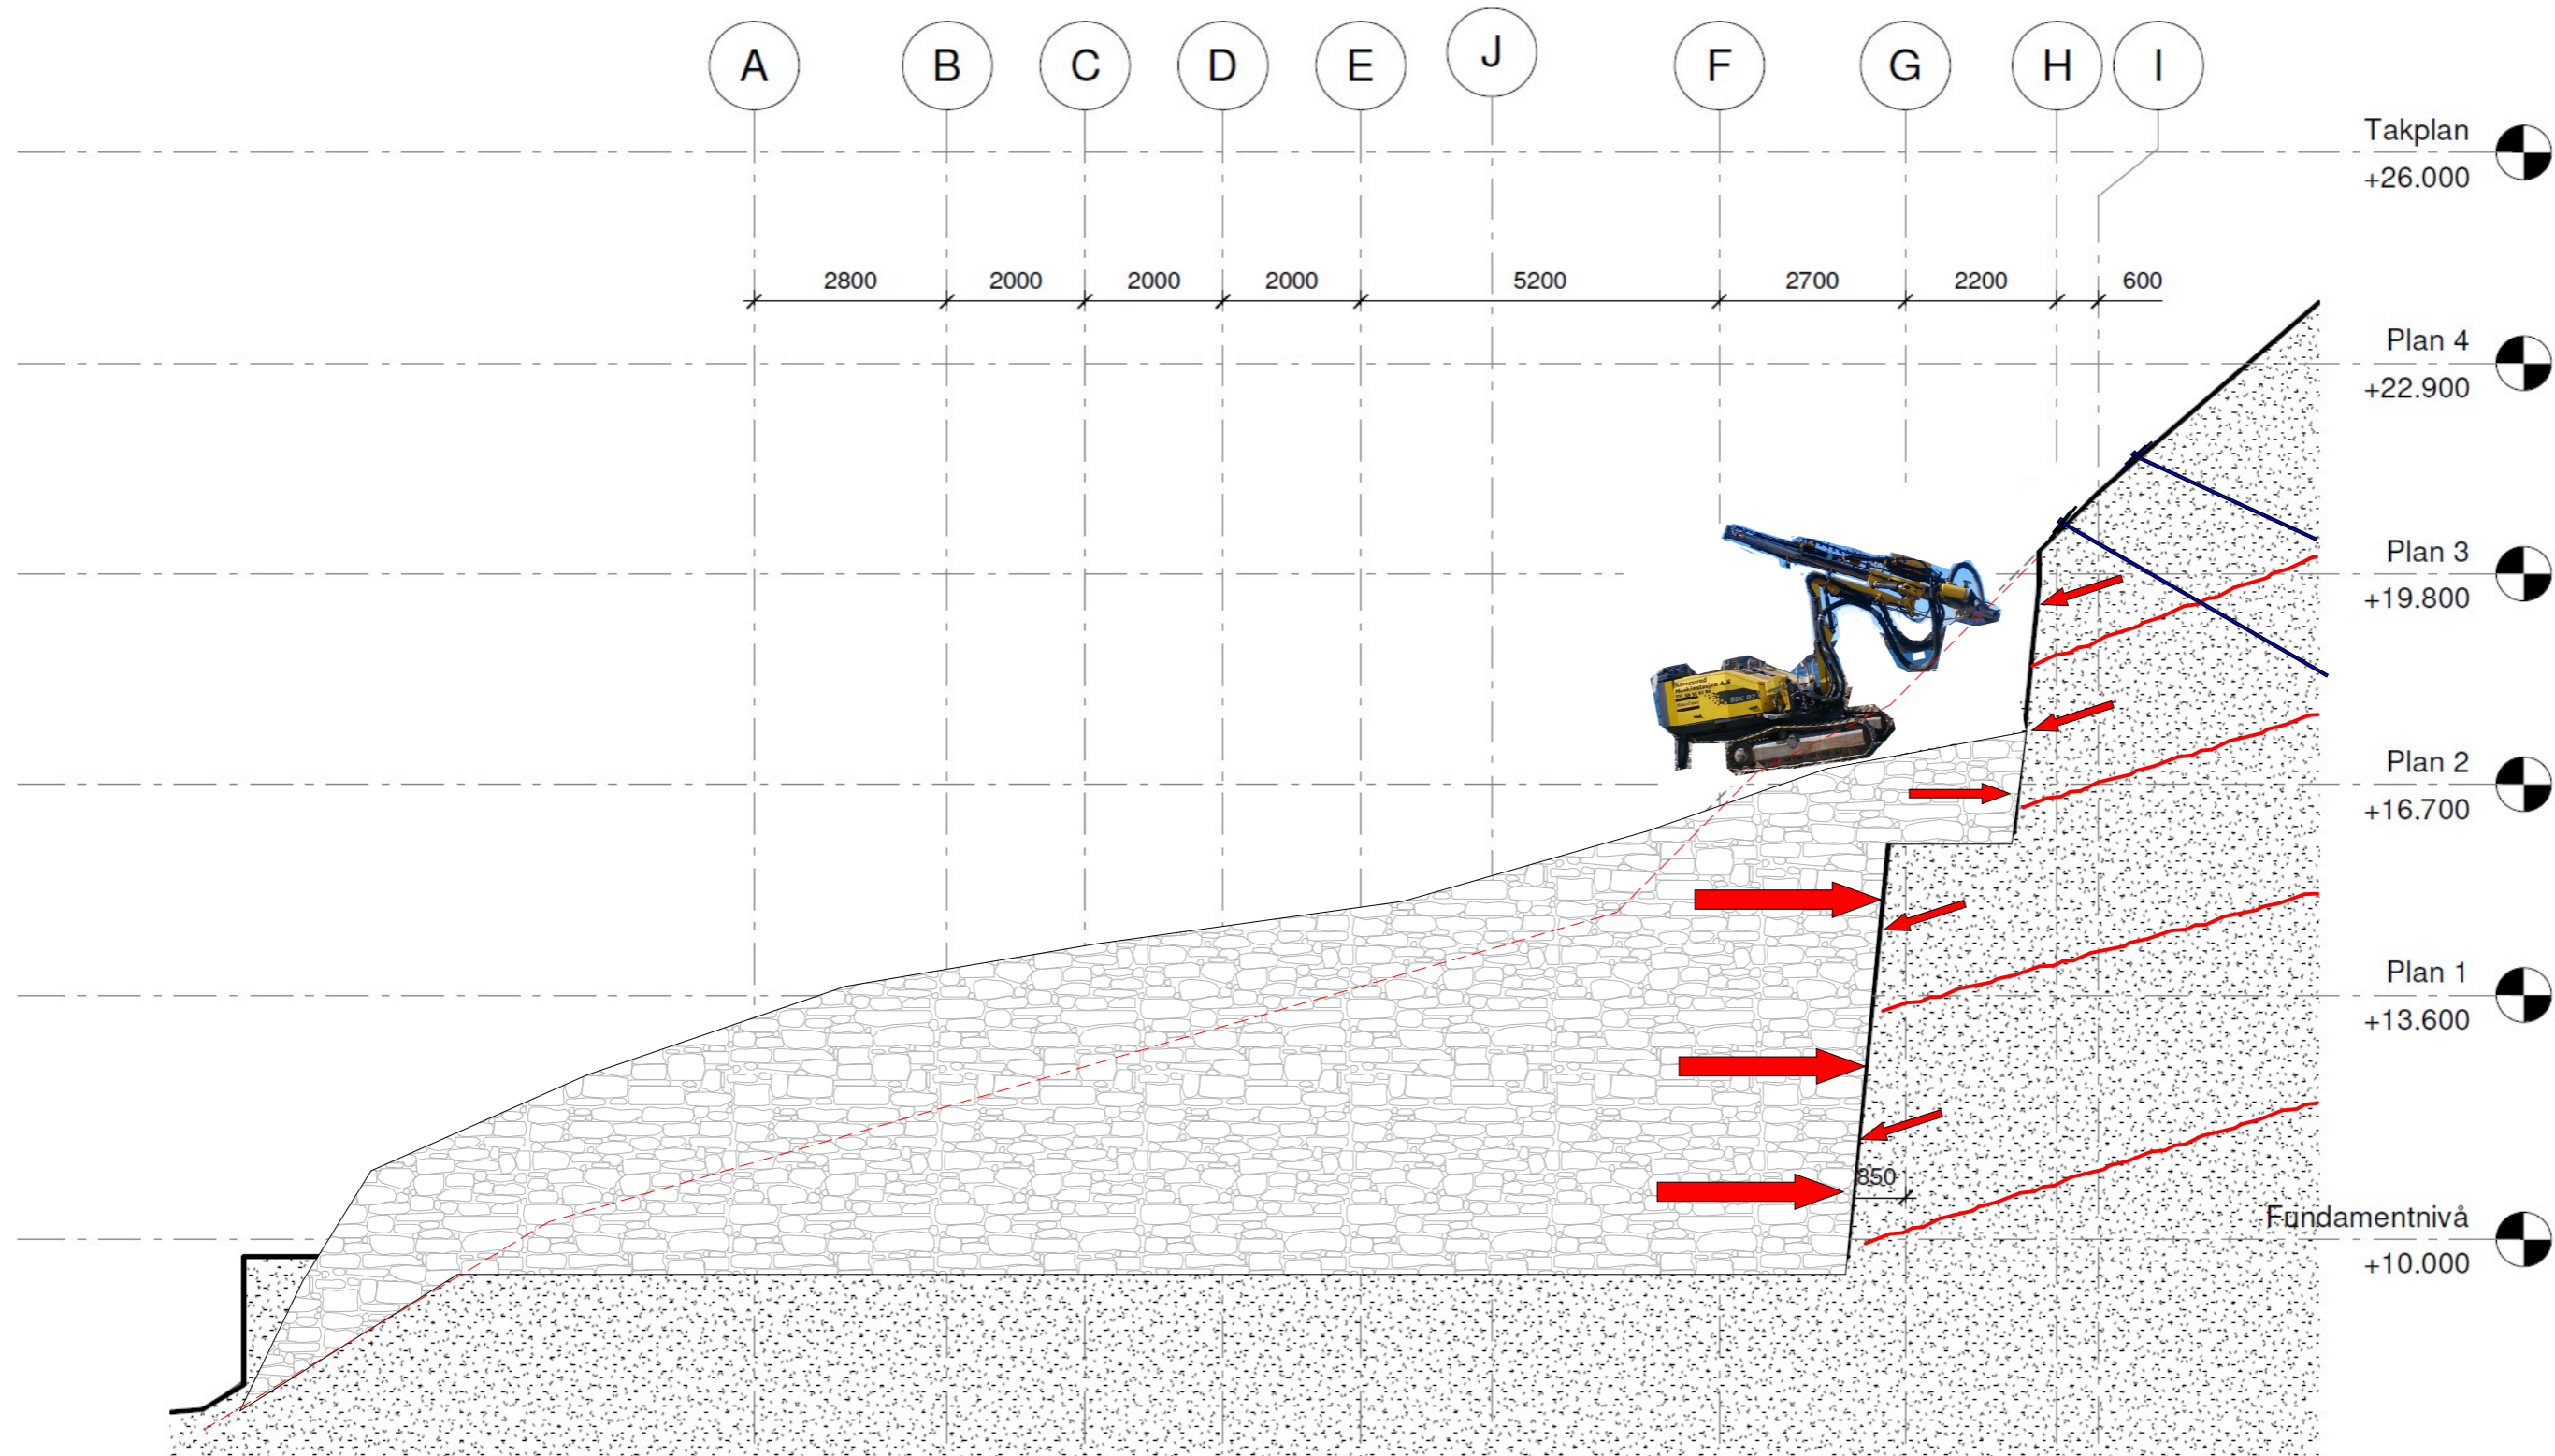 A B C D E J F G H I
Takplan
+26.000
2800 2000 2000 2000 5200 2700 2200 600
Plan 4
+22.900
Plan 3
+19.800
Plan 2
+16.700
Plan 1
+13.600
850
Fundamentnivå
+10.000